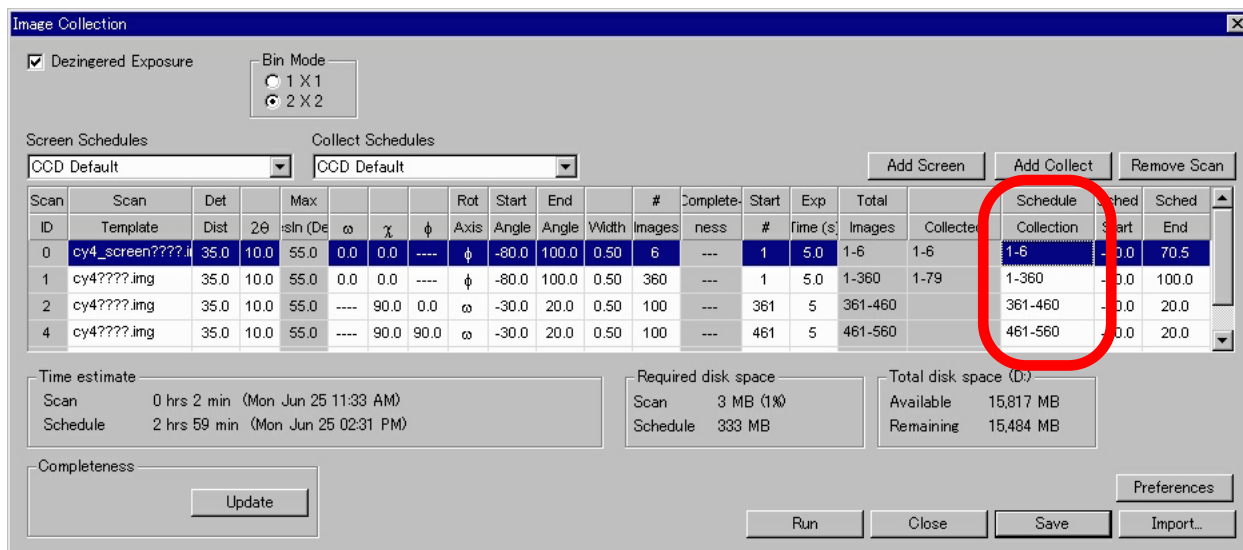 Image Collection
Dezingered Exposure
Bin Mode
1 X 1
2 X 2
Screen Schedules Collect Schedules
CCD Default CCD Default Add Screen Add Collect Remove Scan
Scan Scan Det Max Rot Start End # Complete- Start Exp Total Schedule Sched Sched
ID Template Dist 2θ esln (De ω χ φ Axis Angle Angle Width Images ness # Time (s) Images Collected Collection Start End
0 cy4_screen????.i 35.0 10.0 55.0 0.0 0.0 ---- φ -80.0 100.0 0.50 6 --- 1 5.0 1-6 1-6 1-6 70.5
1 cy4????.img 35.0 10.0 55.0 0.0 0.0 ---- φ -80.0 100.0 0.50 360 --- 1 5.0 1-360 1-79 1-360 100.0
2 cy4????.img 35.0 10.0 55.0 ---- 90.0 0.0 ω -30.0 20.0 0.50 100 --- 361 5 361-460 361-460 20.0
4 cy4????.img 35.0 10.0 55.0 ---- 90.0 90.0 ω -30.0 20.0 0.50 100 --- 461 5 461-560 461-560 20.0
Time estimate
Scan 0 hrs 2 min (Mon Jun 25 11:33 AM)
Schedule 2 hrs 59 min (Mon Jun 25 02:31 PM)
Required disk space
Scan 3 MB (1%)
Schedule 333 MB
Total disk space (D:)
Available 15,817 MB
Remaining 15,484 MB
Completeness
Update
Preferences
Run Close Save Import...